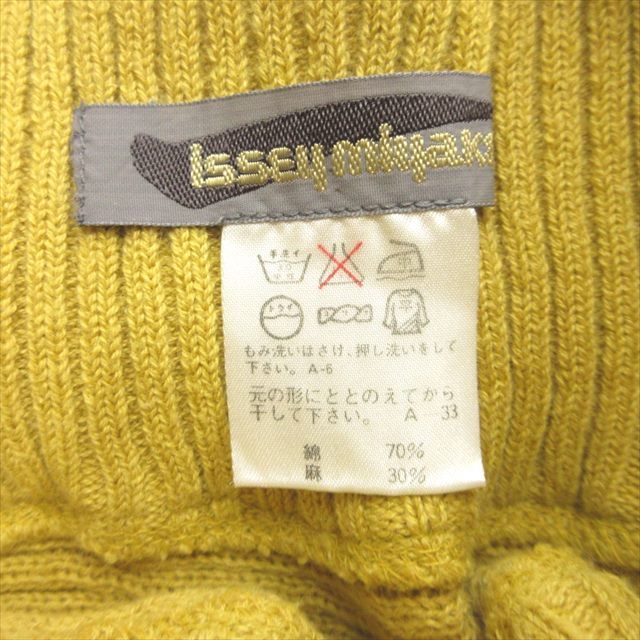 issey miyake
手洗イ
ドライ
もみ洗いはさけ、押し洗いをして
下さい。 A-6
元の形にととのえてから
干して下さい。 A-33
綿 70%
麻 30%